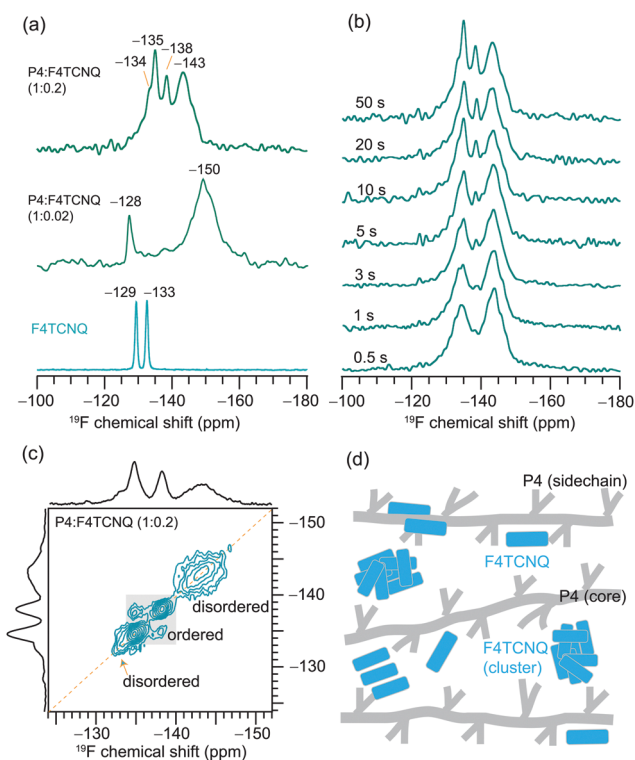 (a)
−135
−134
−138
−143
P4:F4TCNQ
(1:0.2)
−150
P4:F4TCNQ
(1:0.02)
−128
−129
−133
F4TCNQ
−100
−120
−140
−160
−180
¹⁹F chemical shift (ppm)
(b)
50 s
20 s
10 s
5 s
3 s
1 s
0.5 s
−100
−120
−140
−160
−180
¹⁹F chemical shift (ppm)
(c)
P4:F4TCNQ (1:0.2)
disordered
ordered
disordered
−150
−140
−130
−130
−140
−150
¹⁹F chemical shift (ppm)
(d)
P4 (sidechain)
F4TCNQ
P4 (core)
F4TCNQ
(cluster)